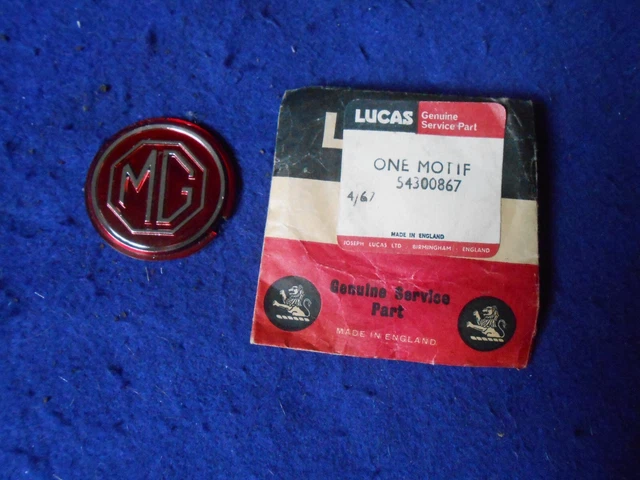 MG
L
LUCAS Genuine
Service Part
ONE MOTIF
54300867
4/67
MADE IN ENGLAND
JOSEPH LUCAS LTD BIRMINGHAM ENGLAND
Genuine Service
Part
MADE IN ENGLAND